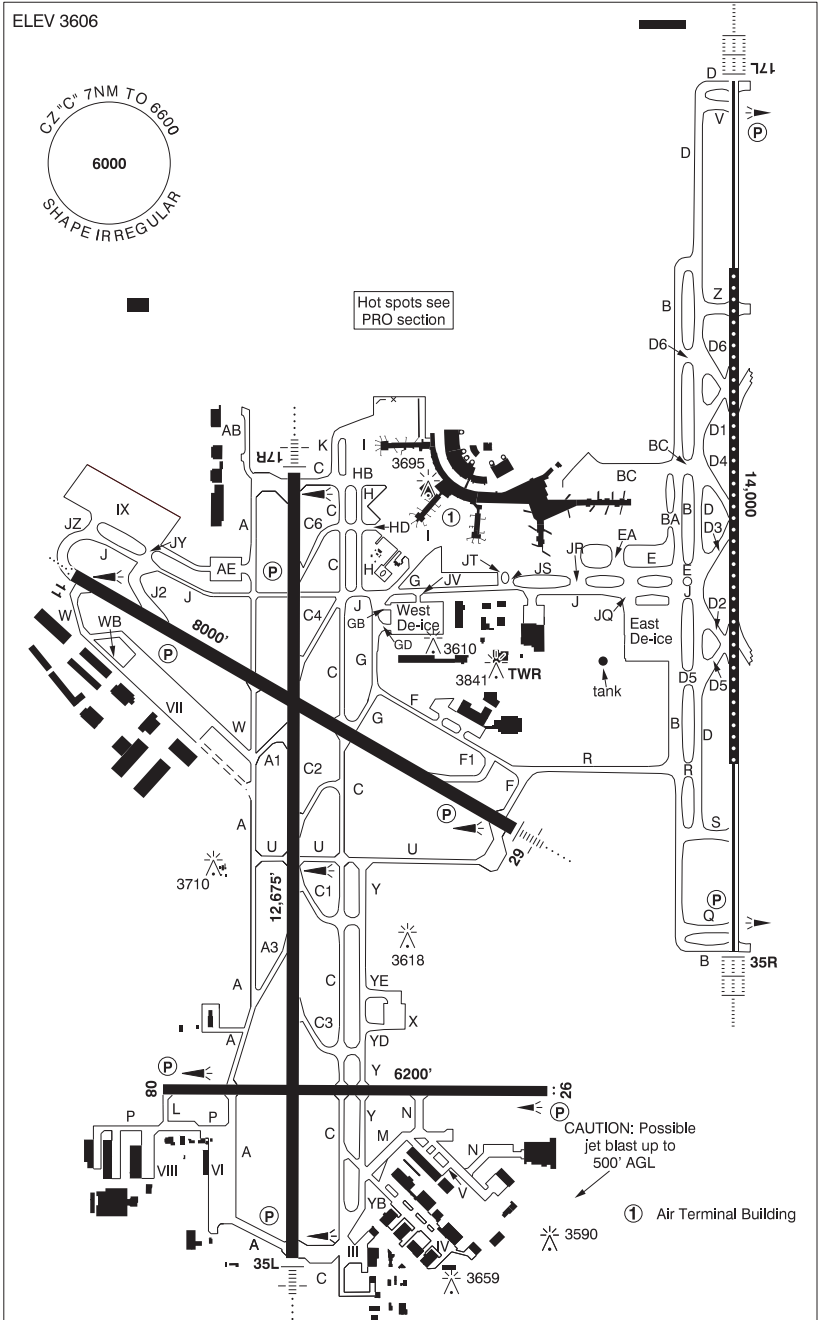 ELEV 3606
CZ "C" 7NM TO 6600
6000
SHAPE IRREGULAR
Hot spots see
PRO section
D
17L
V
P
D
Z
B
D6
D6
D1
BC
D4
BC
14,000
B
D
BA
D3
EA
E
E
J
JR
J
JQ
JS
JT
East
De-ice
D2
D5
D5
B
D
R
R
S
P
Q
B
35R
AB
17R
K
C
I
3695
HB
H
C
C6
HD
I
1
H
C
A
IX
JZ
J
JY
AE
P
J2
J
11
W
WB
P
8000'
C4
J
G
JV
GB
West
De-ice
GD
3610
3841
TWR
tank
C
G
VII
W
G
F
F1
F
A1
C2
C
P
29
A
U
U
U
3710
12,675'
C1
Y
A3
3618
A
C
YE
X
C3
YD
A
Y
P
08
6200'
26
P
L
P
P
Y
N
C
M
N
CAUTION: Possible
jet blast up to
500' AGL
VIII
VI
A
V
YB
P
IV
1 Air Terminal Building
3590
A
III
35L
C
3659